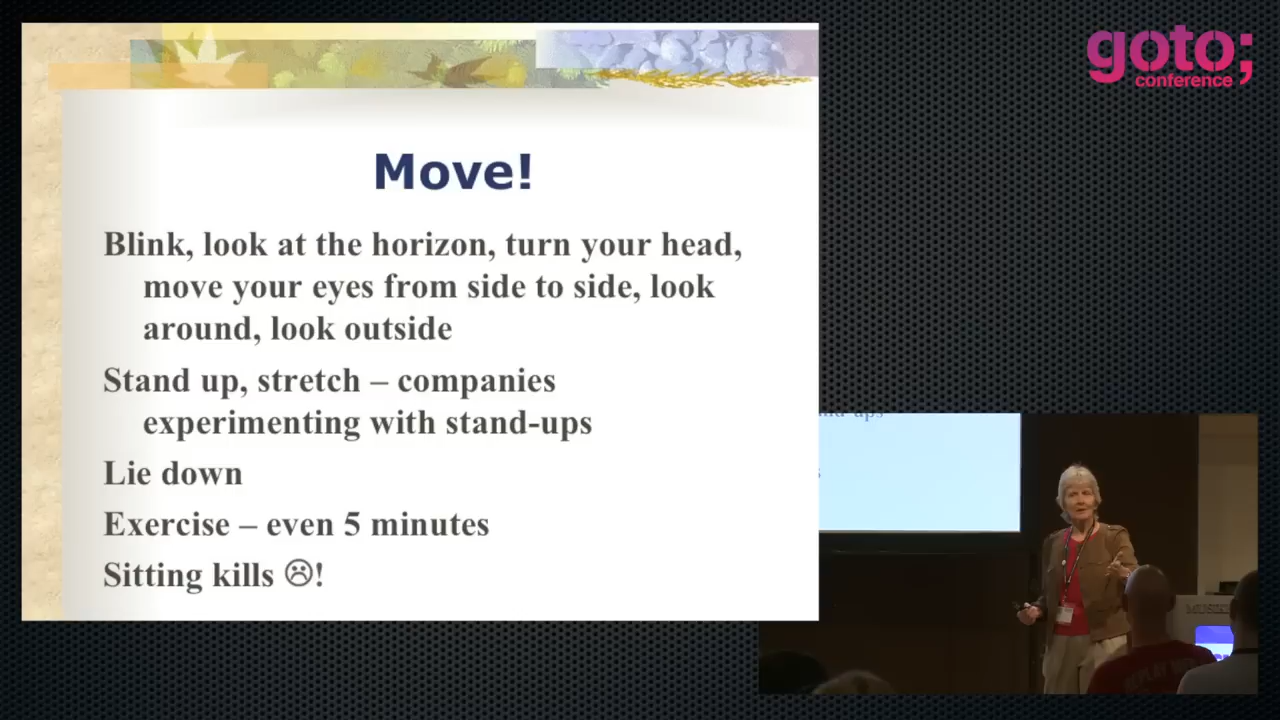 goto;
conference
Move!
Blink, look at the horizon, turn your head,
move your eyes from side to side, look
around, look outside
Stand up, stretch – companies
experimenting with stand-ups
Lie down
Exercise – even 5 minutes
Sitting kills ☹!